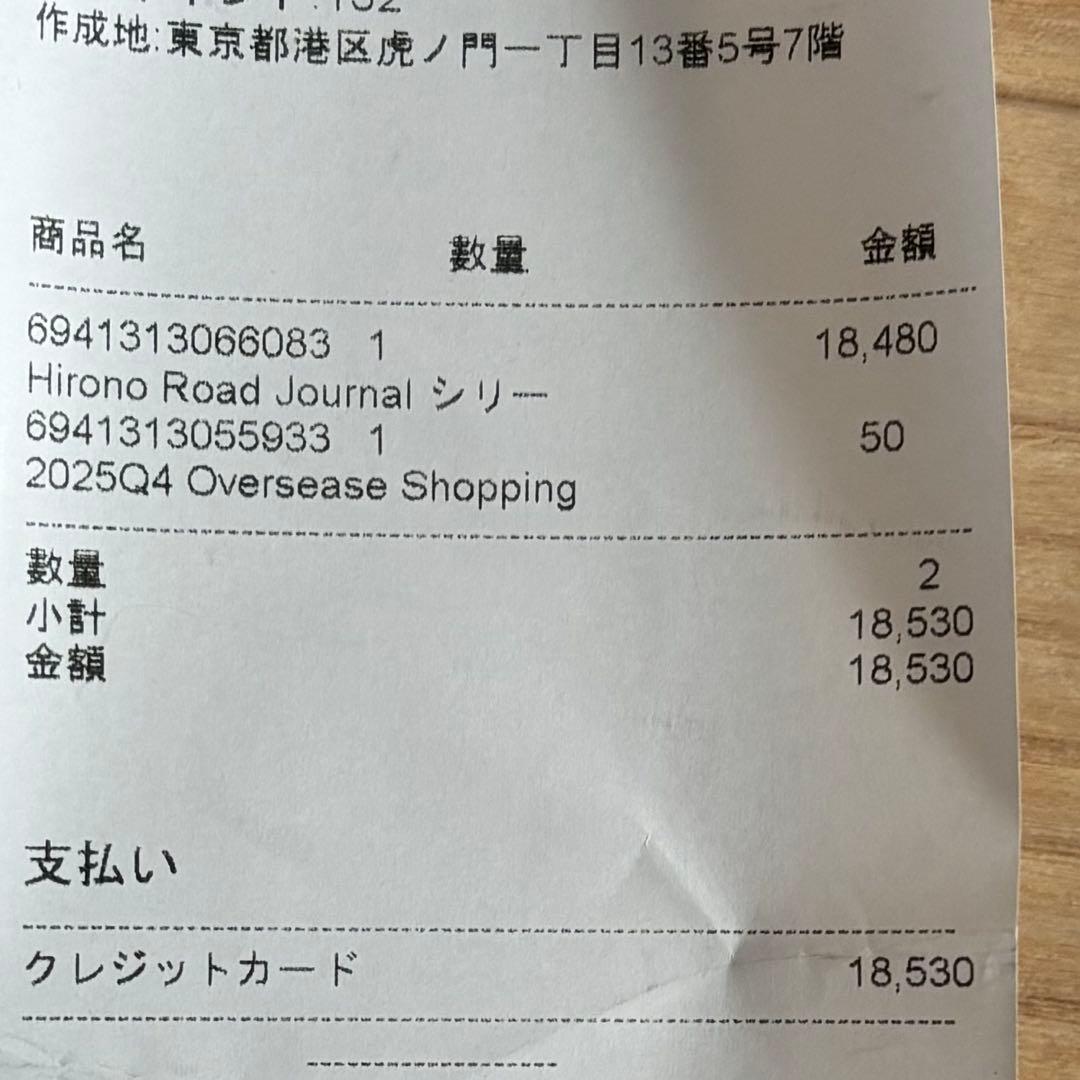 作成地:東京都港区虎ノ門一丁目13番5号7階
商品名 數量 金額
6941313066083 1 18,480
Hirono Road Journal シリー
6941313055933 1 50
2025Q4 Oversease Shopping
數量 2
小計 18,530
金額 18,530
支払い
クレジットカード 18,530